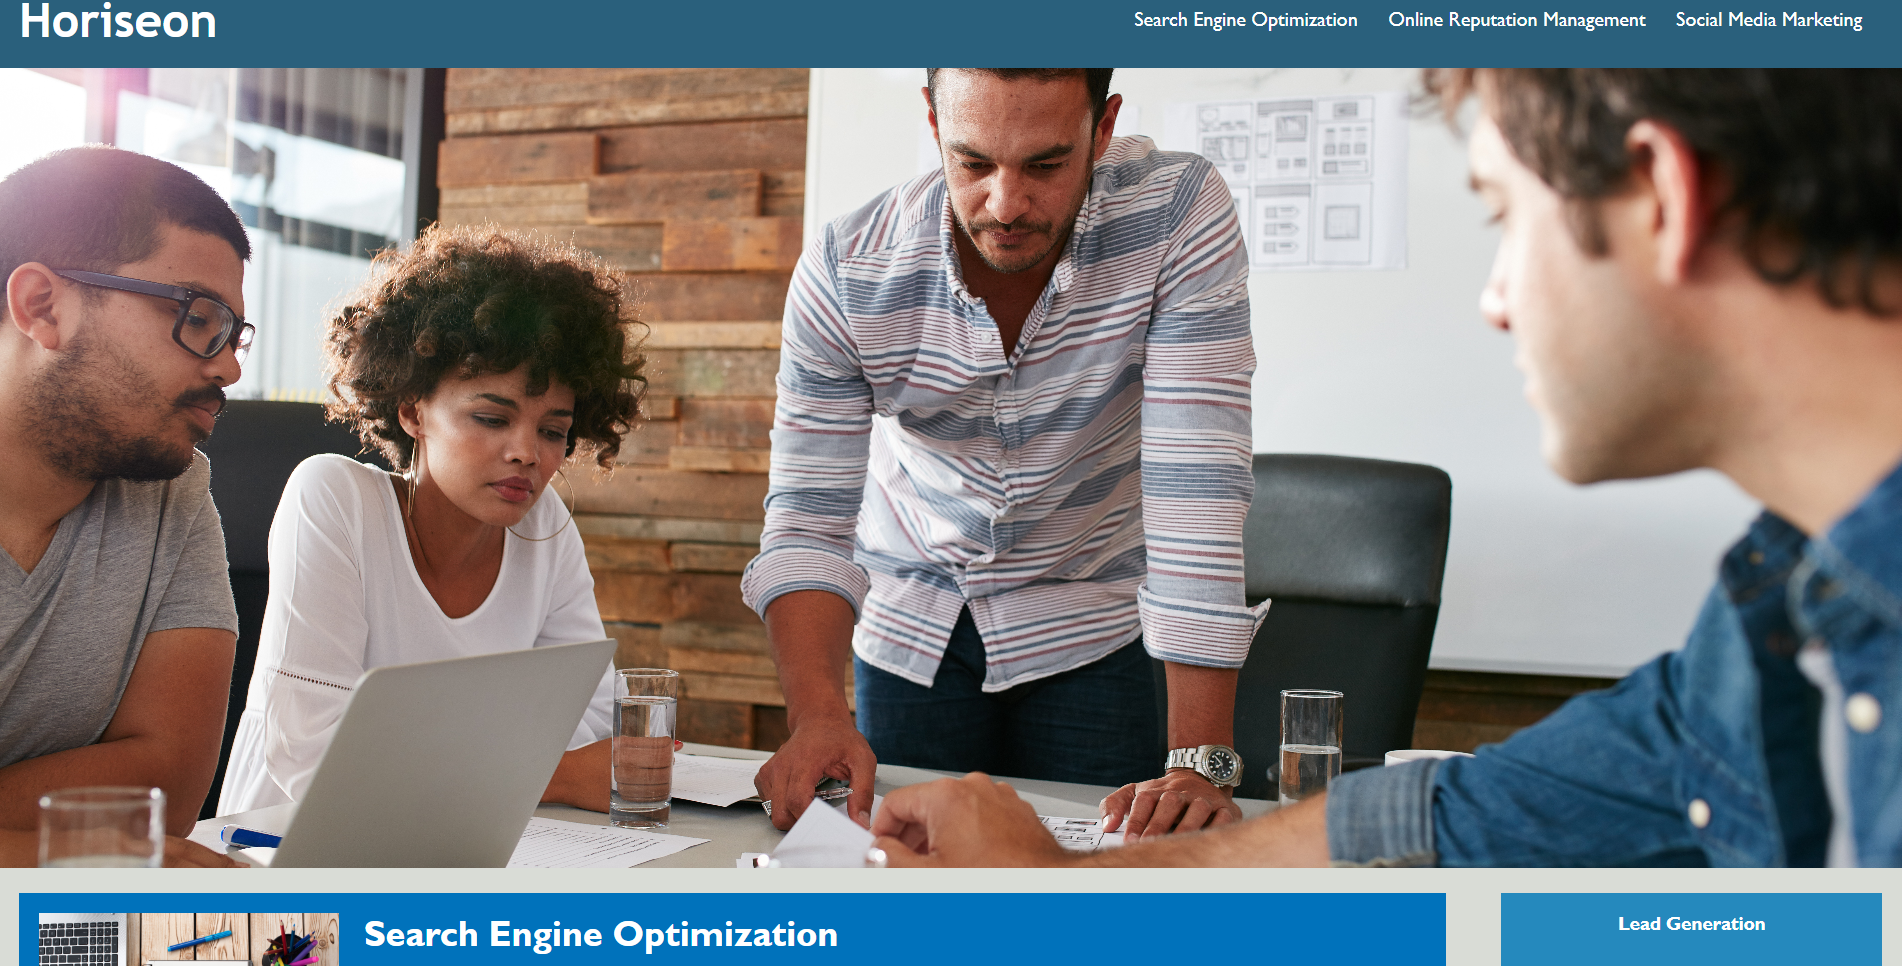 Horiseon
Search Engine Optimization Online Reputation Management Social Media Marketing
Search Engine Optimization
Lead Generation